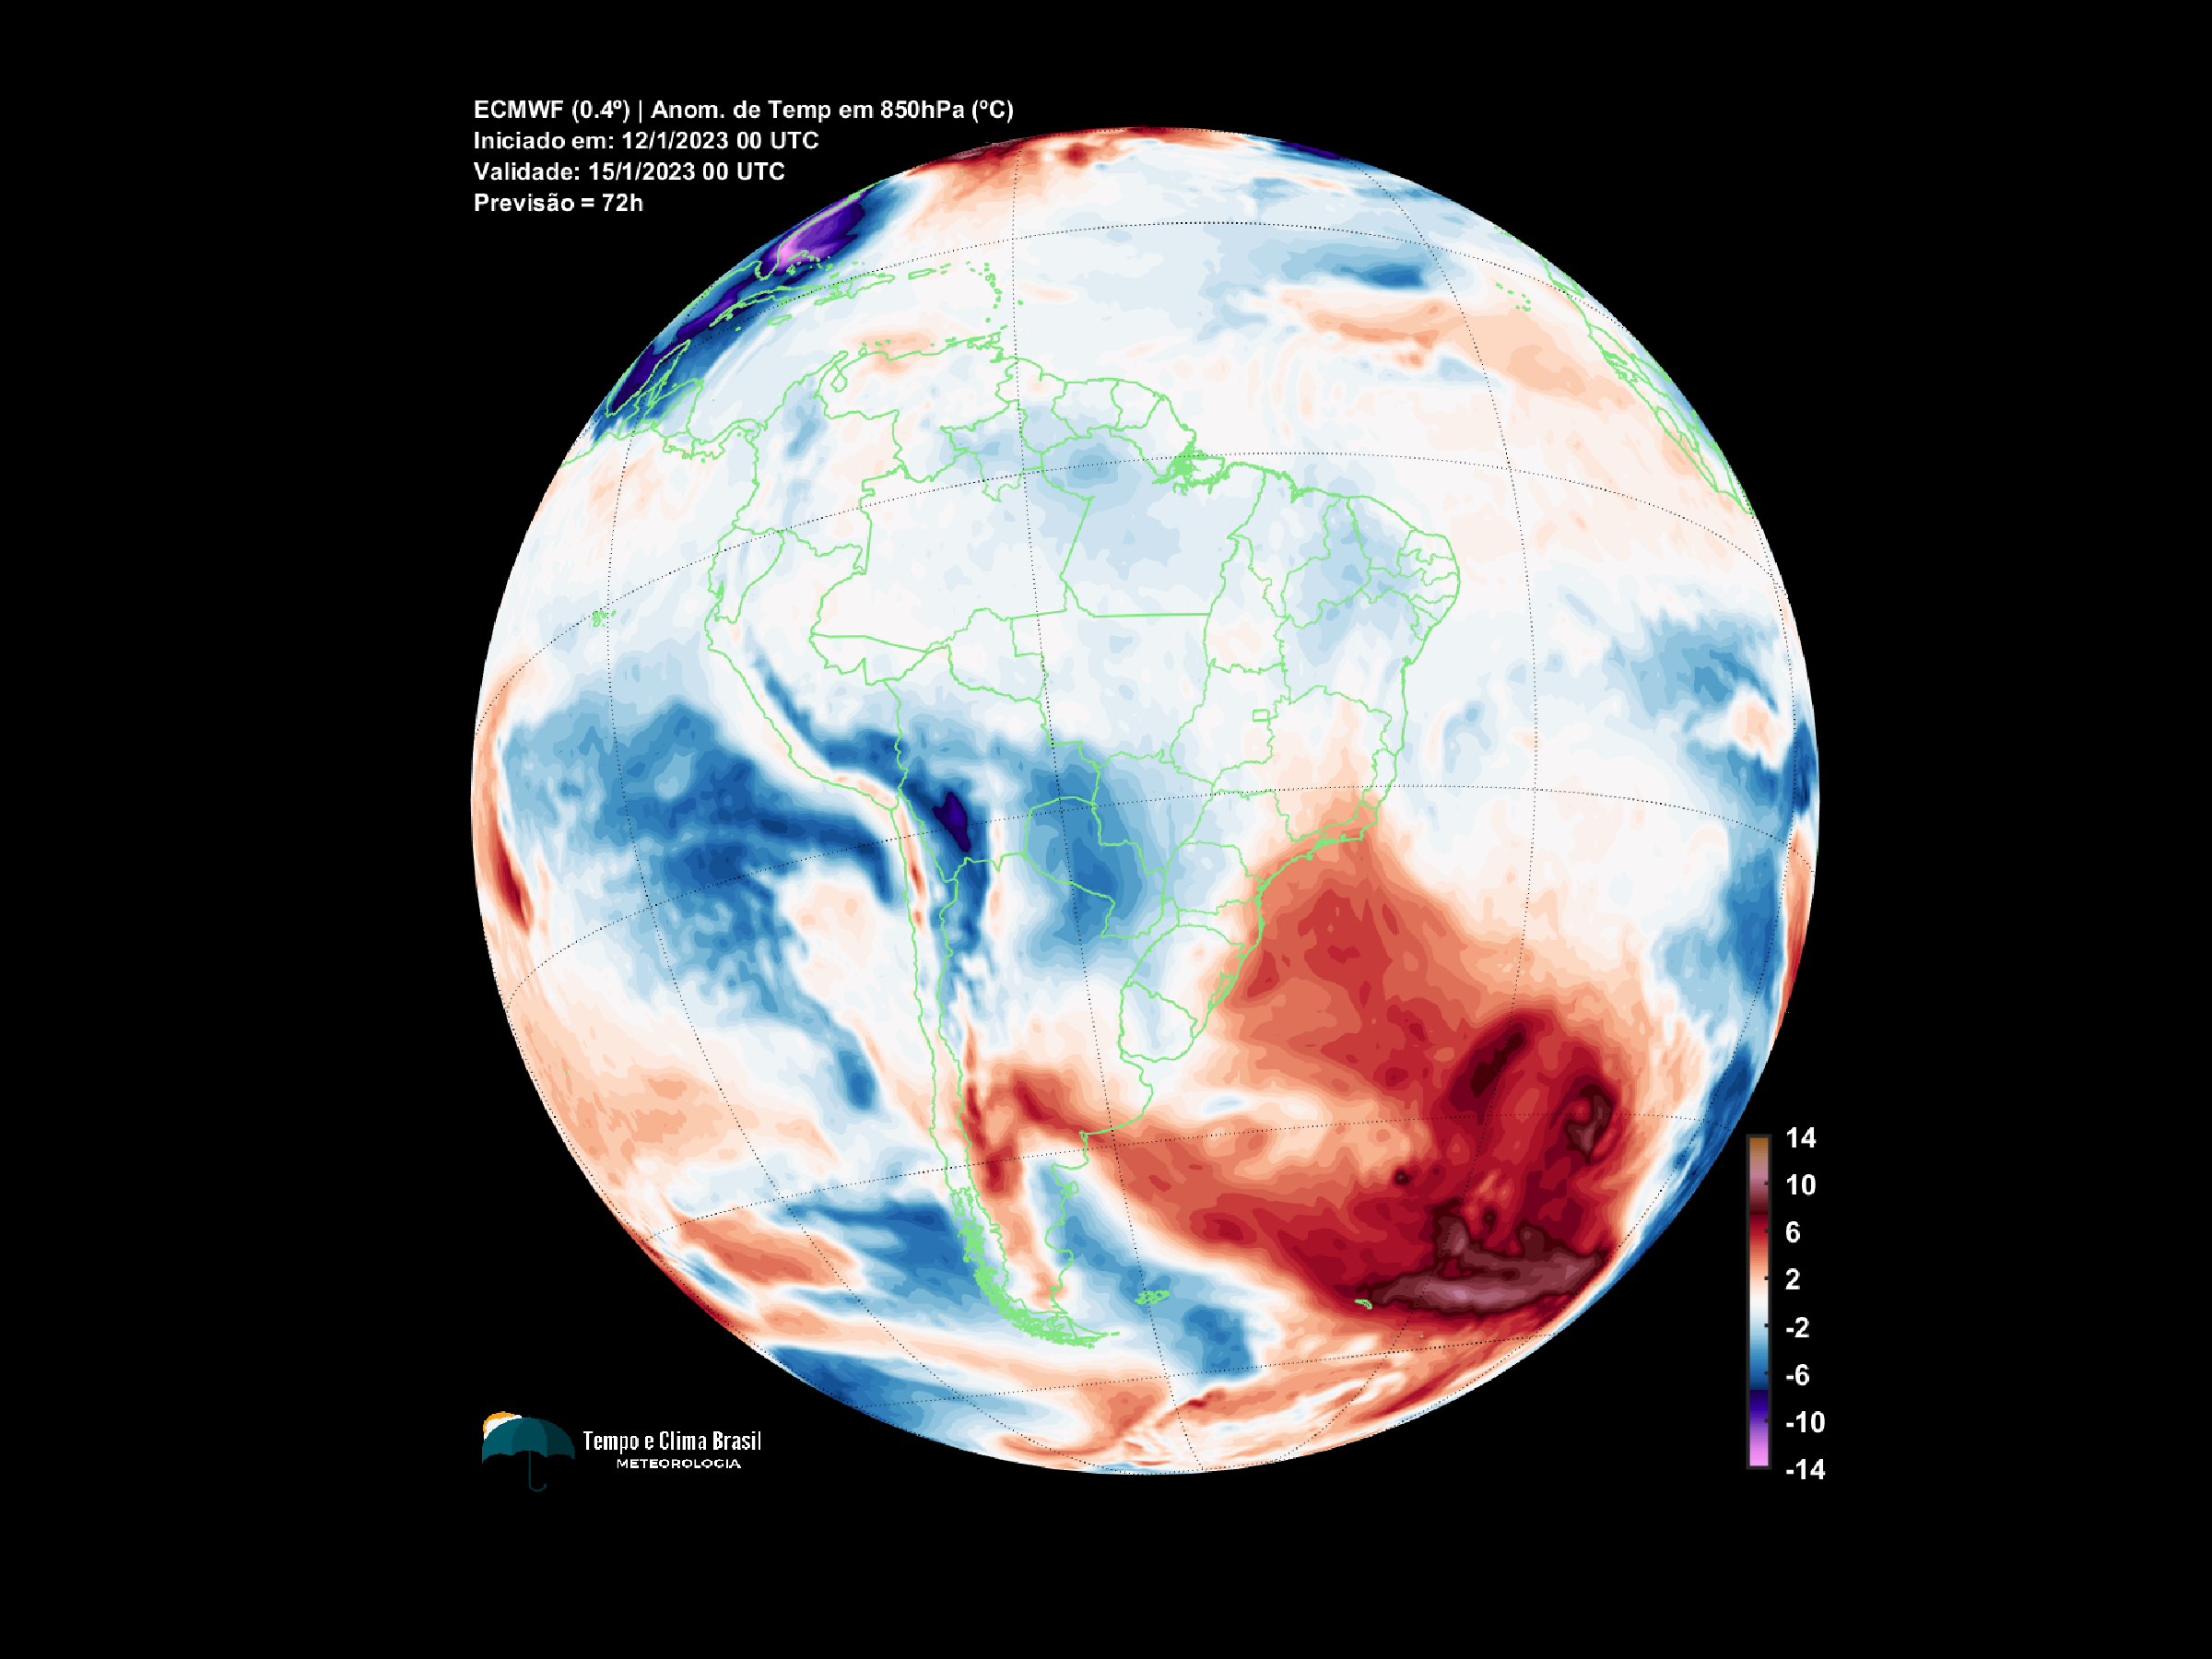 ECMWF (0.4º) | Anom. de Temp em 850hPa (ºC)
Iniciado em: 12/1/2023 00 UTC
Validade: 15/1/2023 00 UTC
Previsão = 72h
14
10
6
2
-2
-6
-10
-14
Tempo e Clima Brasil
METEOROLOGIA